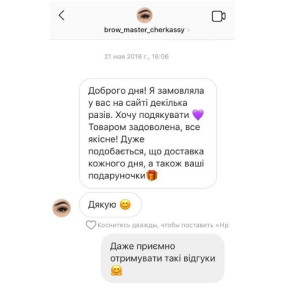 brow_master_cherkassy >
21 мая 2018 г., 16:06
Доброго дня! Я замовляла
у вас на сайті декілька
разів. Хочу подякувати 💜
Товаром задоволена, все
якісне! Дуже
подобається, що доставка
кожного дня, а також ваші
подаруночки🎁
Дякую 😊
Коснитесь дважды, чтобы поставить «Нр
Даже приємно
отримувати такі відгуки
🤗